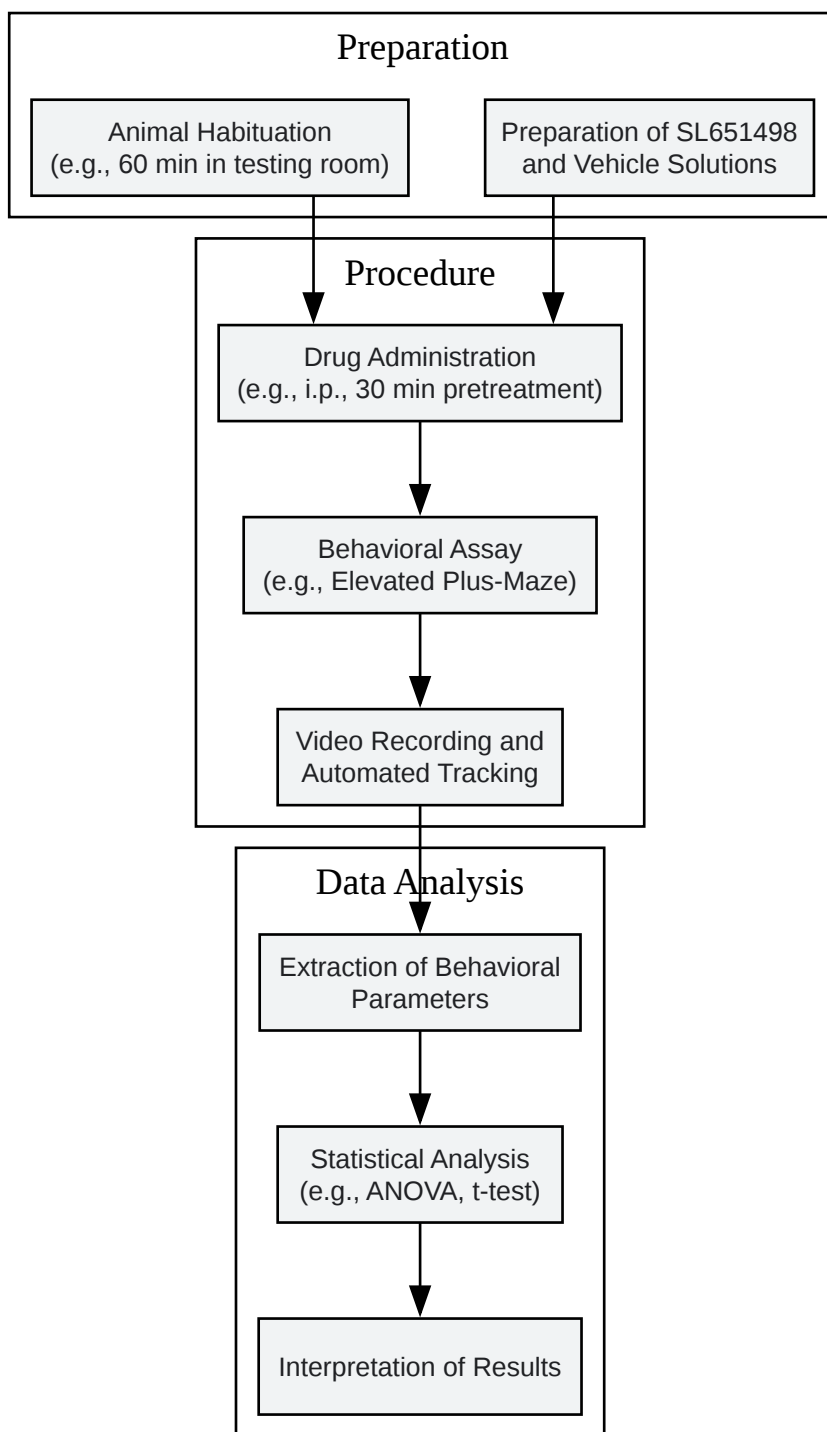 Preparation
Animal Habituation
(e.g., 60 min in testing room)
Preparation of SL651498
and Vehicle Solutions
Procedure
Drug Administration
(e.g., i.p., 30 min pretreatment)
Behavioral Assay
(e.g., Elevated Plus-Maze)
Video Recording and
Automated Tracking
Data Analysis
Extraction of Behavioral
Parameters
Statistical Analysis
(e.g., ANOVA, t-test)
Interpretation of Results